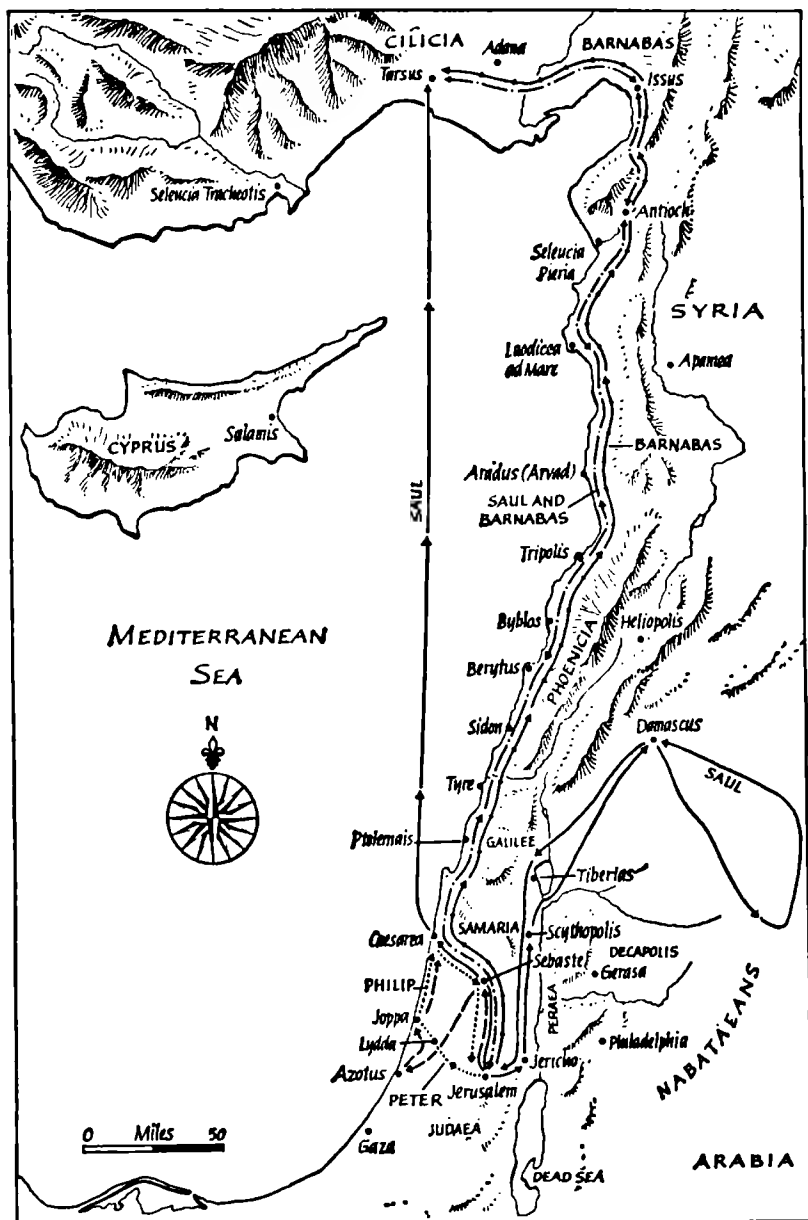 CILICIA
Adana
BARNABAS
Tarsus
Issus
Seleucia Tracheotis
Antioch
Seleucia
Pieria
SYRIA
Laodicea
ad Mare
Apamea
CYPRUS
Salamis
BARNABAS
Aradus (Arvad)
SAUL AND
BARNABAS
SAUL
Tripolis
MEDITERRANEAN
SEA
Byblos
Heliopolis
PHOENICIA
Berytus
N
Sidon
Damascus
SAUL
Tyre
Ptolemais
GALILEE
Tiberias
Caesarea
SAMARIA
Scythopolis
Sebaste
DECAPOLIS
Gerasa
PHILIP
PERAEA
Joppa
Lydda
Philadelphia
NABATAEANS
Azotus
Jericho
PETER
Jerusalem
0 Miles 50
Gaza
JUDAEA
DEAD SEA
ARABIA